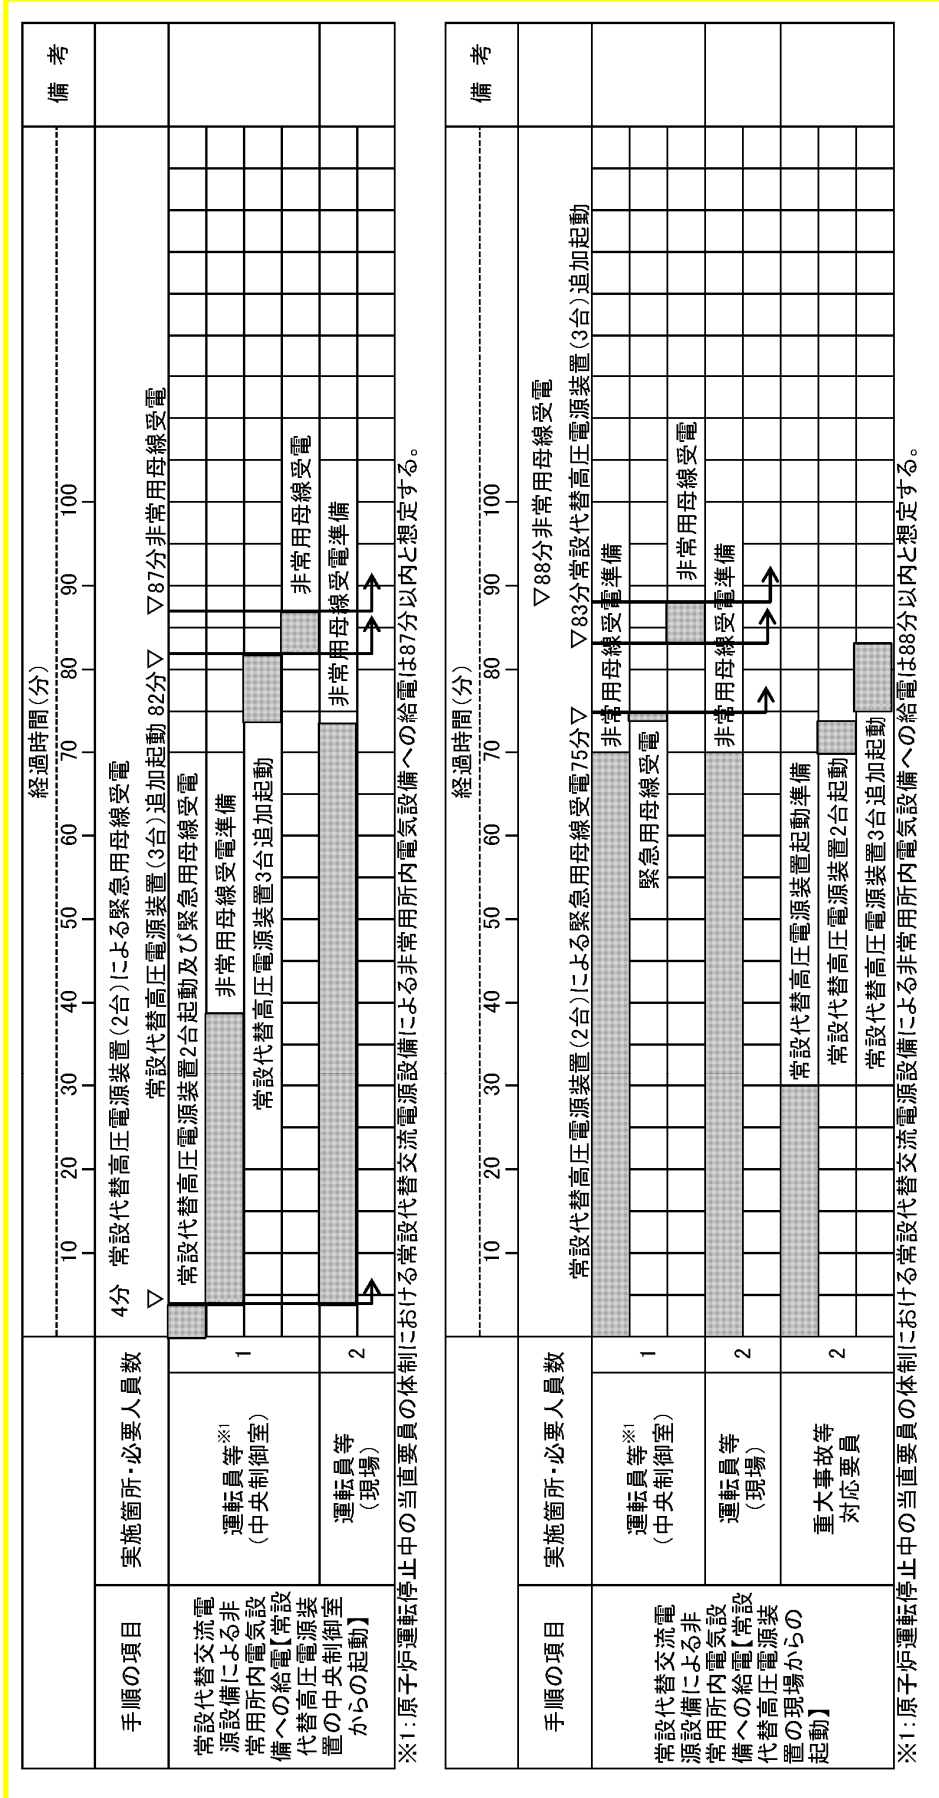 経過時間(分)
備 考
10 20 30 40 50 60 70 80 90 100
手順の項目
実施箇所・必要人員数
4分 常設代替高圧電源装置(2台)による緊急用母線受電
▽
常設代替高圧電源装置(3台)追加起動 82分▽
▽87分非常用母線受電
常設代替交流電
源設備による非
常用所内電気設
備への給電【常設
代替高圧電源装
置の中央制御室
からの起動】
運転員等※1
(中央制御室)
1
常設代替高圧電源装置2台起動及び緊急用母線受電
非常用母線受電準備
常設代替高圧電源装置3台追加起動
非常用母線受電
運転員等
(現場)
2
非常用母線受電準備
※1:原子炉運転停止中の当直要員の体制における常設代替交流電源設備による非常用所内電気設備への給電は87分以内と想定する。
経過時間(分)
備 考
10 20 30 40 50 60 70 80 90 100
手順の項目
実施箇所・必要人員数
▽88分非常用母線受電
常設代替高圧電源装置(2台)による緊急用母線受電75分▽
▽83分常設代替高圧電源装置(3台)追加起動
常設代替交流電
源設備による非
常用所内電気設
備への給電【常設
代替高圧電源装
置の現場からの
起動】
運転員等※1
(中央制御室)
1
非常用母線受電準備
緊急用母線受電
非常用母線受電
運転員等
(現場)
2
非常用母線受電準備
重大事故等
対応要員
2
常設代替高圧電源装置起動準備
常設代替高圧電源装置2台起動
常設代替高圧電源装置3台追加起動
※1:原子炉運転停止中の当直要員の体制における常設代替交流電源設備による非常用所内電気設備への給電は88分以内と想定する。